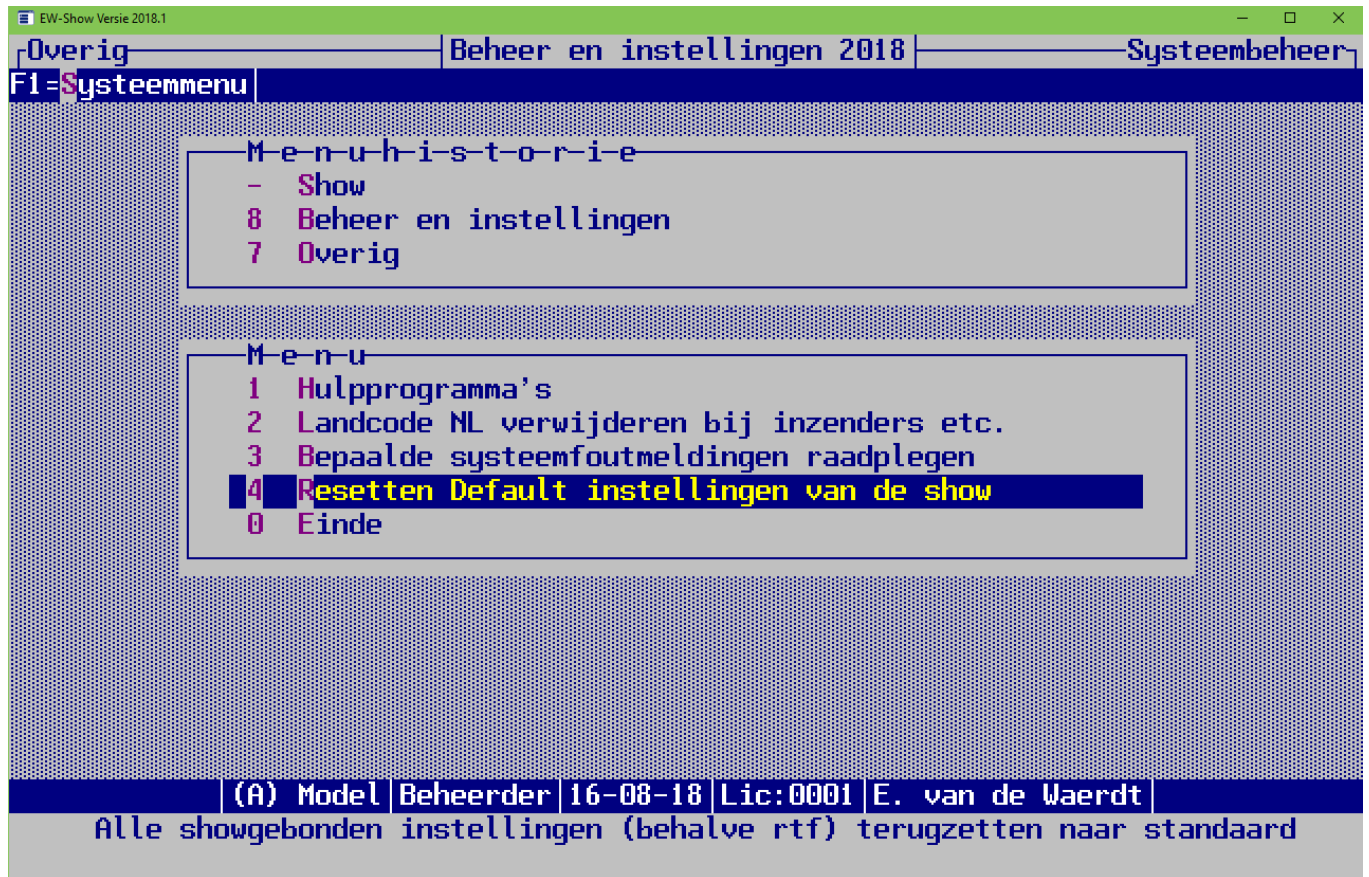 EW-Show Versie 2018.1
Overig Beheer en instellingen 2018 Systeembeheer
F1=Systeemmenu
Menuhistorie
- Show
8 Beheer en instellingen
7 Overig
Menu
1 Hulpprogramma's
2 Landcode NL verwijderen bij inzenders etc.
3 Bepaalde systeemfoutmeldingen raadplegen
4 Resetten Default instellingen van de show
0 Einde
(A) Model Beheerder 16-08-18 Lic:0001 E. van de Waerdt
Alle showgebonden instellingen (behalve rtf) terugzetten naar standaard